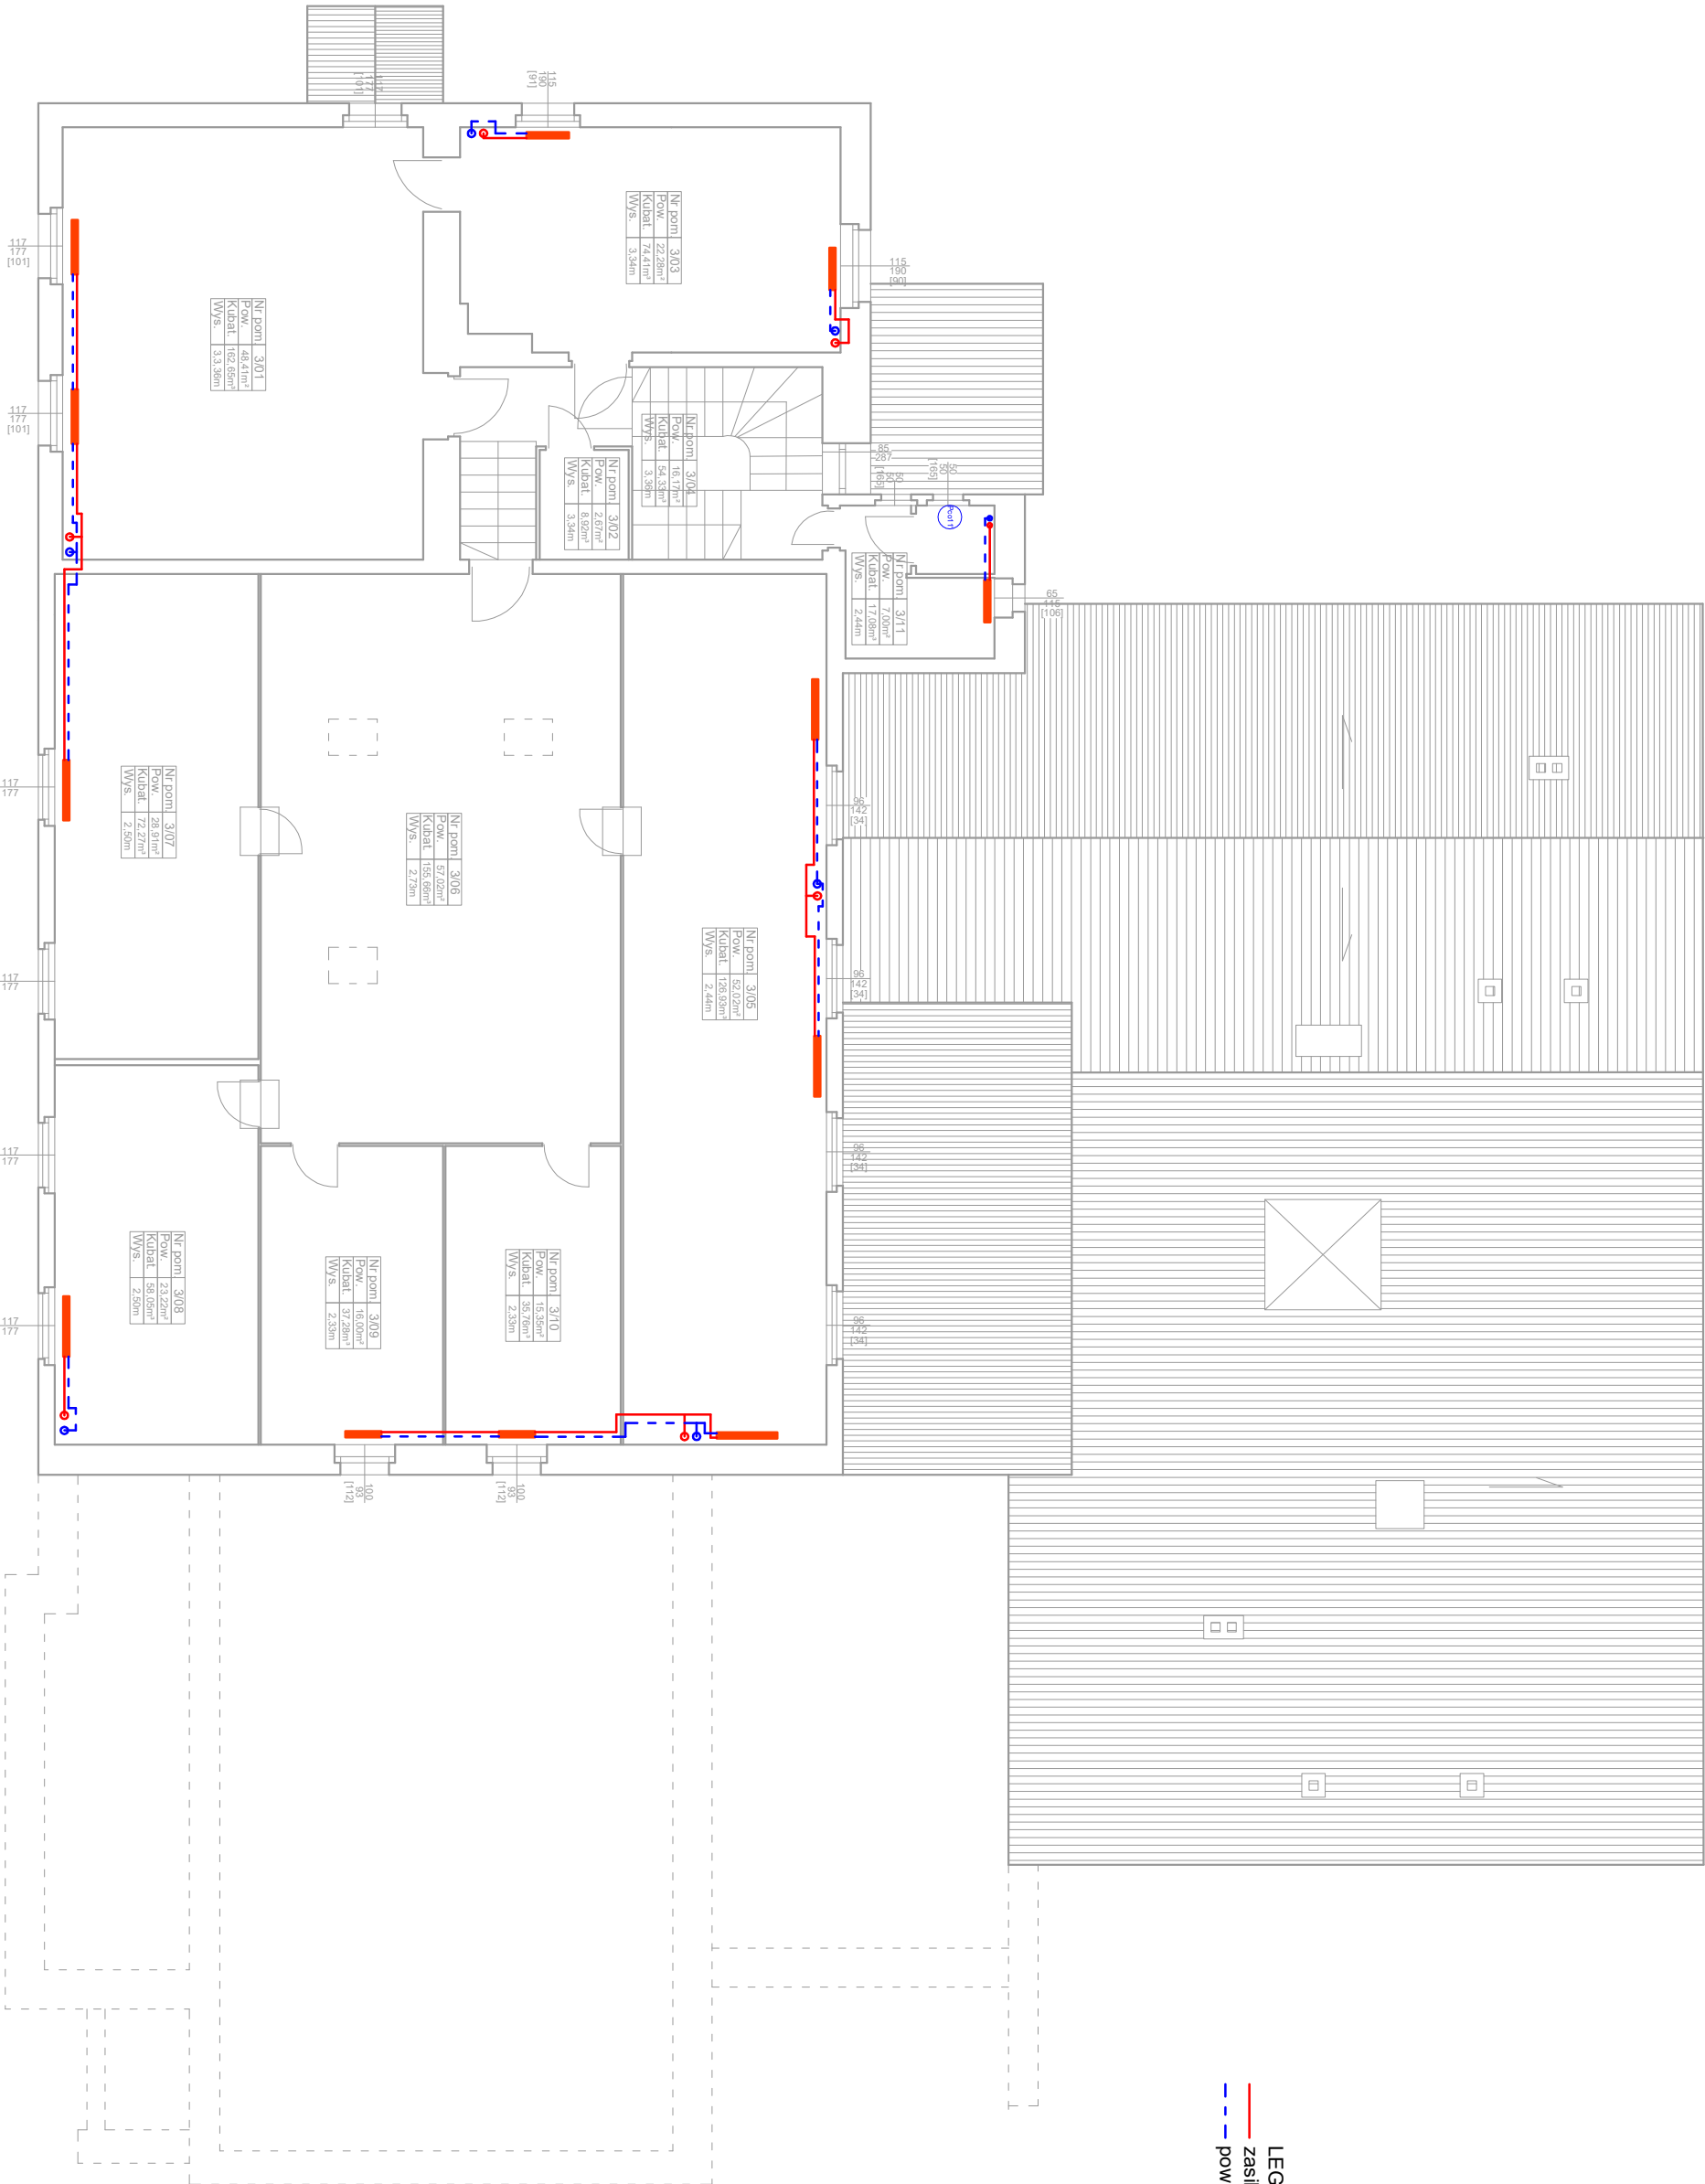 117
177
[101]
115
190
[91]
117
177
[101]
117
177
[101]
115
190
[90]
Nr pom. 3/03
Pow. 22,28m²
Kubat. 74,41m³
Wys. 3,34m
Nr pom. 3/01
Pow. 48,41m²
Kubat. 162,65m³
Wys. 3,3,36m
Nr pom. 3/04
Pow. 16,17m²
Kubat. 54,33m³
Wys. 3,36m
Nr pom. 3/02
Pow. 2,67m²
Kubat. 8,92m³
Wys. 3,34m
85
287
50
50
[165]
50
50
[165]
Pco11
Nr pom. 3/11
Pow. 7,00m²
Kubat. 17,08m³
Wys. 2,44m
65
115
[106]
Nr pom. 3/07
Pow. 28,91m²
Kubat. 72,27m³
Wys. 2,50m
Nr pom. 3/06
Pow. 57,02m²
Kubat. 155,66m³
Wys. 2,73m
Nr pom. 3/05
Pow. 52,02m²
Kubat. 126,93m³
Wys. 2,44m
117
177
117
177
117
177
117
177
96
142
[34]
96
142
[34]
96
142
[34]
96
142
[34]
Nr pom. 3/08
Pow. 23,22m²
Kubat. 58,05m³
Wys. 2,50m
Nr pom. 3/09
Pow. 16,00m²
Kubat. 37,28m³
Wys. 2,33m
Nr pom. 3/10
Pow. 15,35m²
Kubat. 35,76m³
Wys. 2,33m
100
93
[112]
100
93
[112]
LEG
zasil
pow